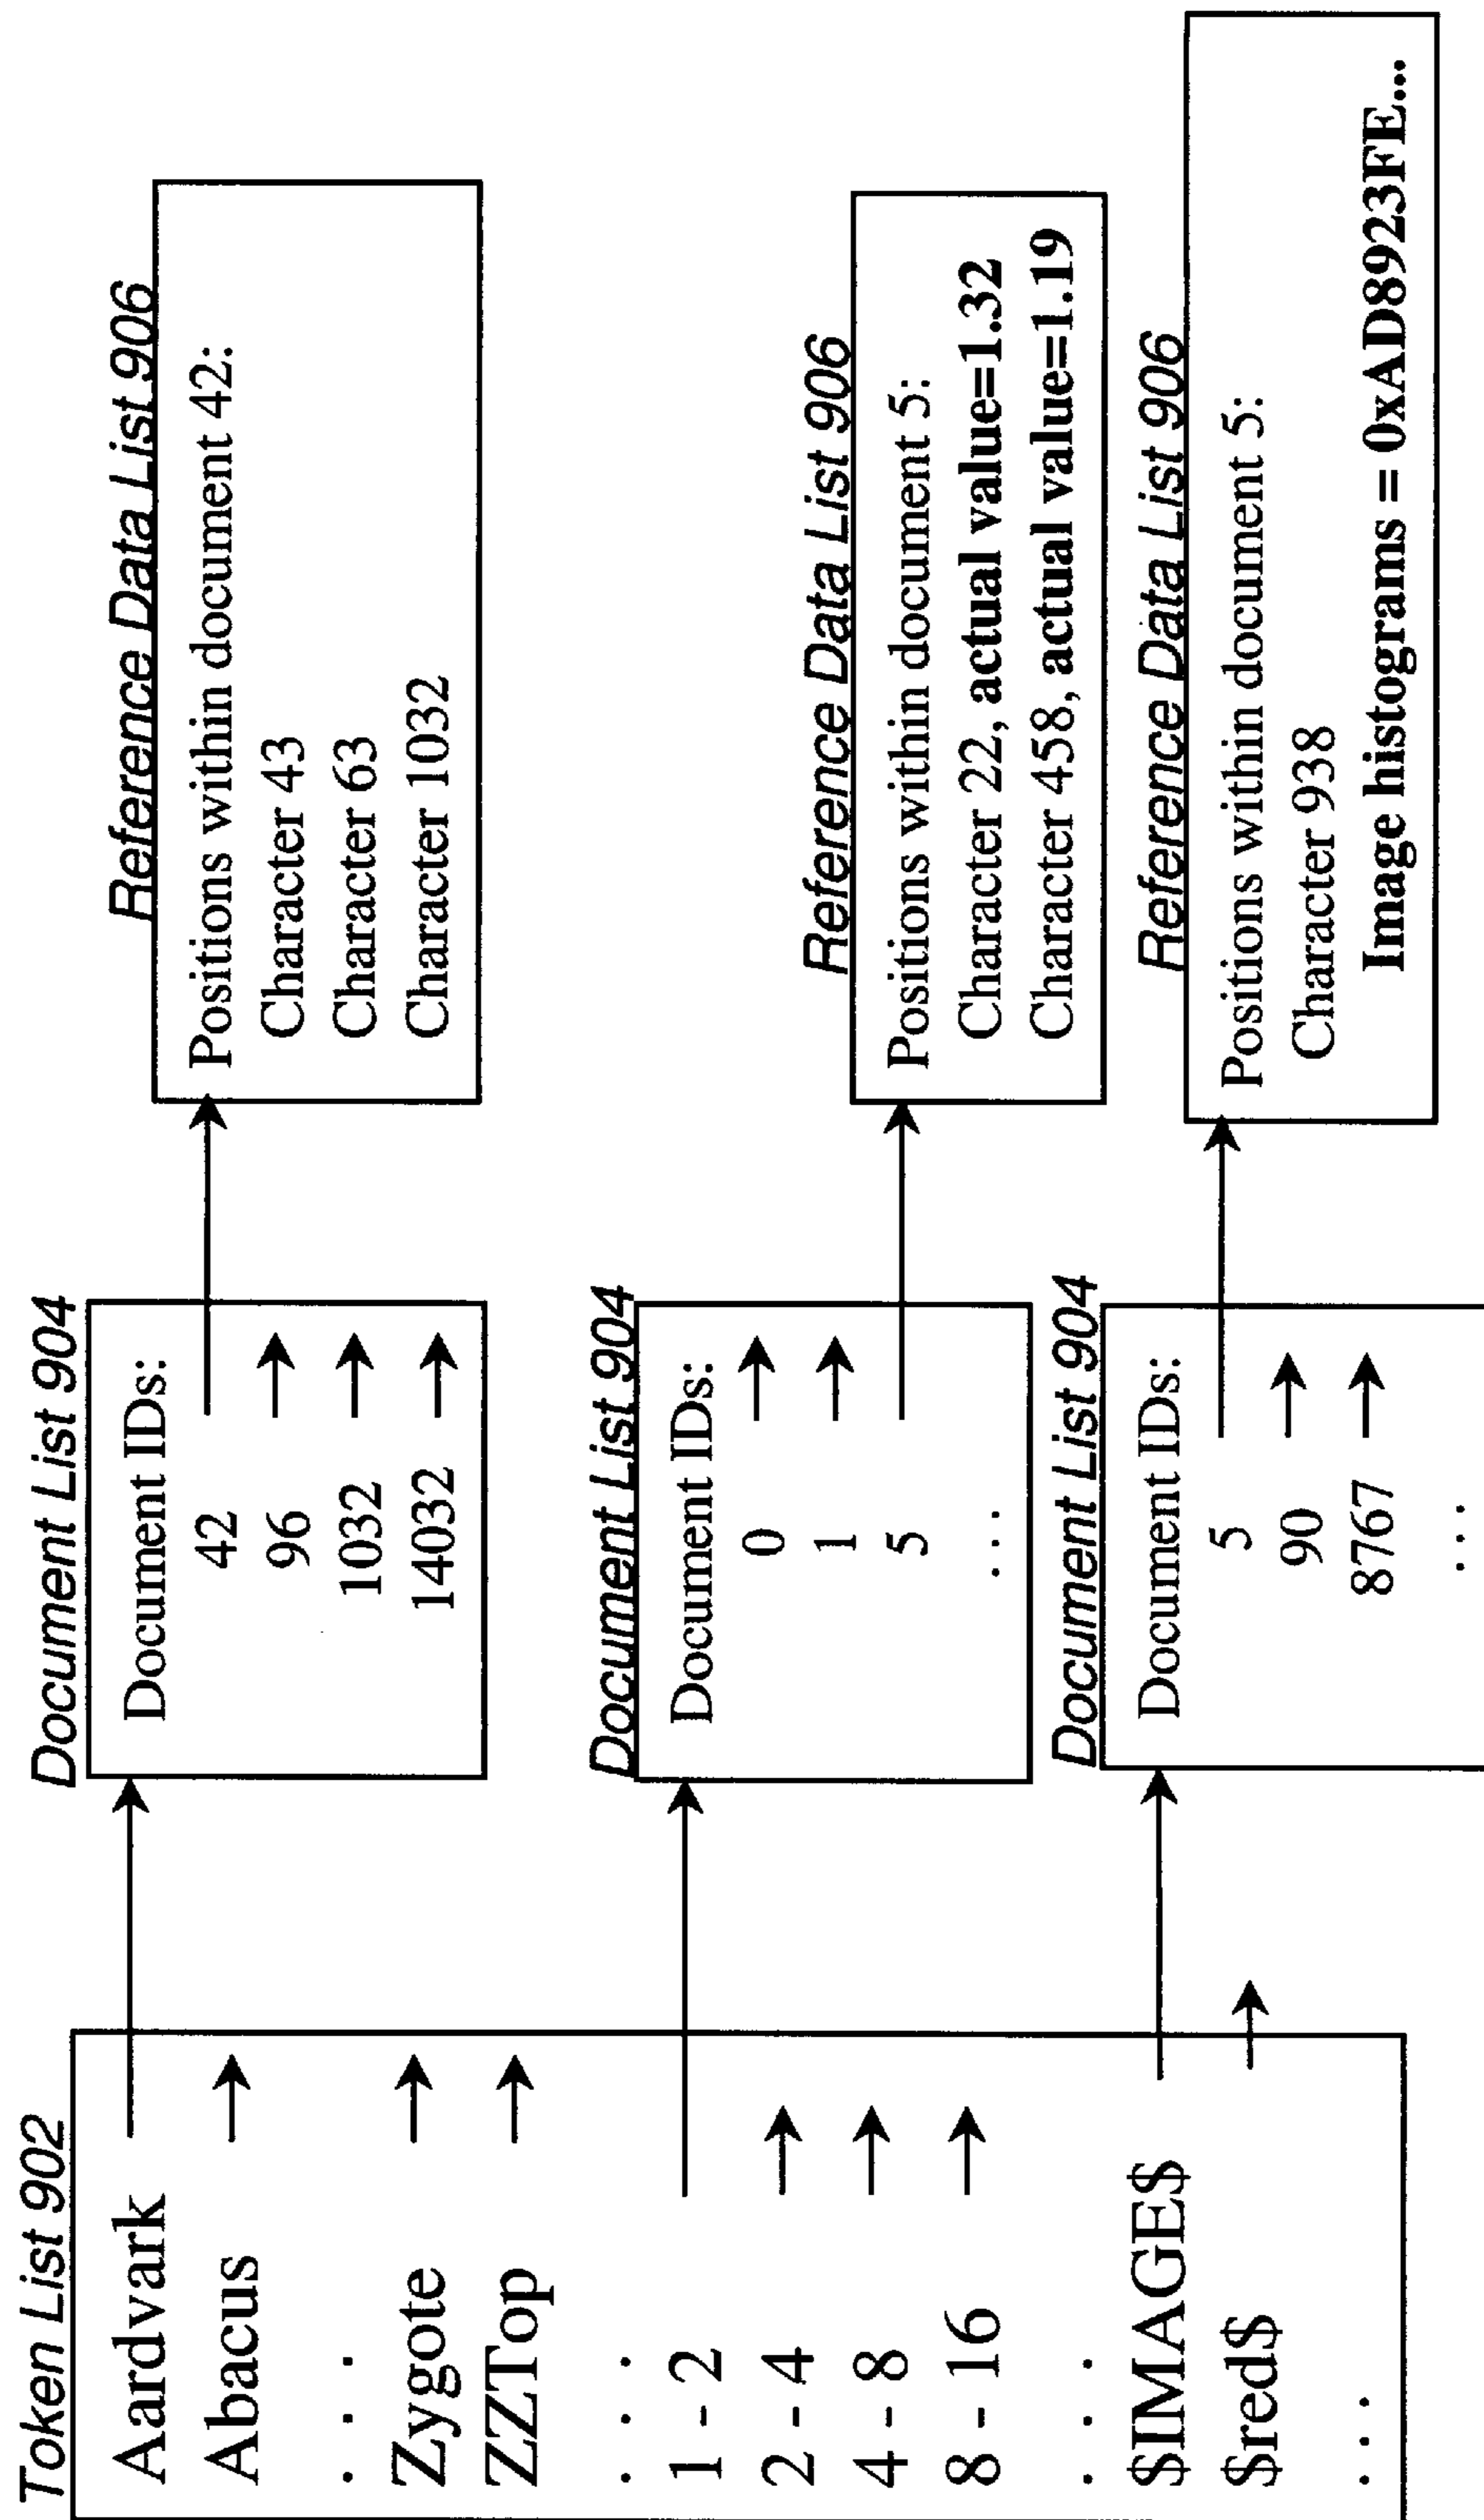 Token List 902
Aardvark
Abacus
. . .
Zygote
ZZTop
. . .
1 - 2
2 - 4
4 - 8
8 - 16
. . .
$IMAGE$
$red$
. . .
Document List 904
Document IDs:
42
96
1032
14032
Document List 904
Document IDs:
0
1
5
. . .
Document List 904
Document IDs:
5
90
8767
. . .
Reference Data List 906
Positions within document 42:
Character 43
Character 63
Character 1032
Reference Data List 906
Positions within document 5:
Character 22, actual value=1.32
Character 458, actual value=1.19
Reference Data List 906
Positions within document 5:
Character 938
Image histograms = 0xAD8923FE...